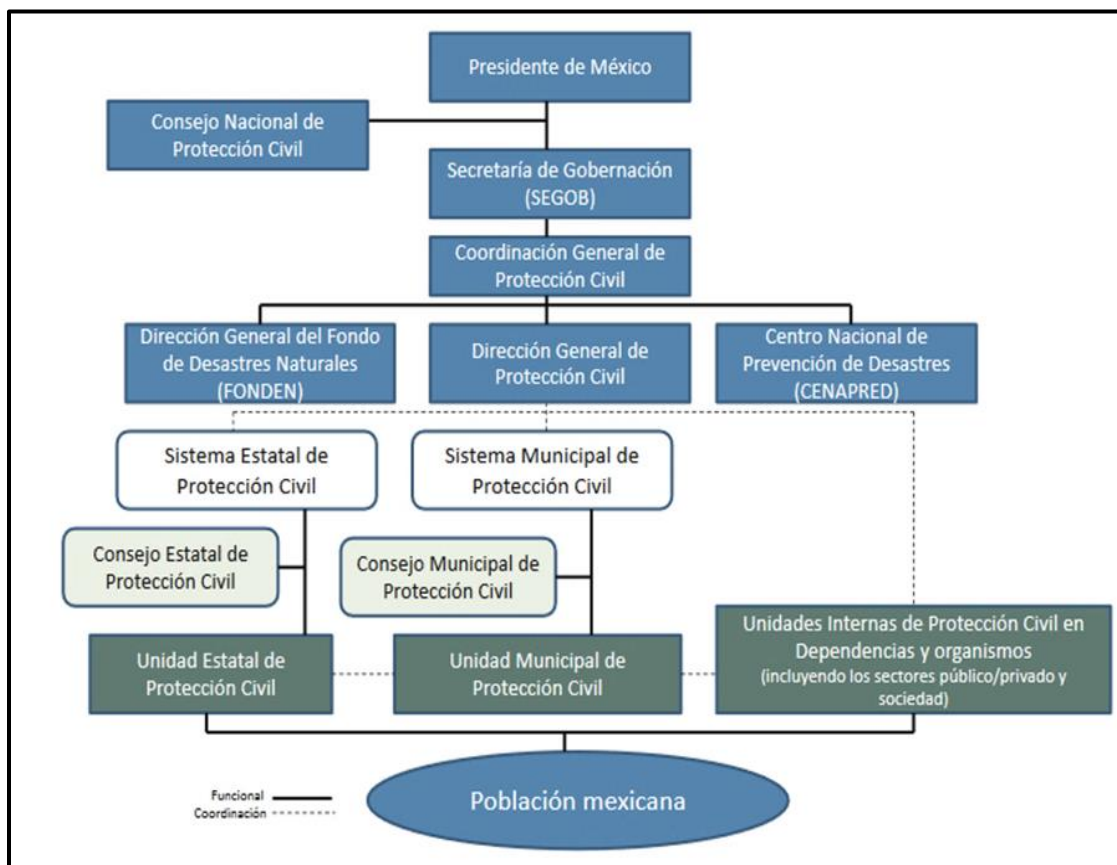 Presidente de México
Consejo Nacional de
Protección Civil
Secretaría de Gobernación
(SEGOB)
Coordinación General de
Protección Civil
Dirección General del Fondo
de Desastres Naturales
(FONDEN)
Dirección General de
Protección Civil
Centro Nacional de
Prevención de Desastres
(CENAPRED)
Sistema Estatal de
Protección Civil
Sistema Municipal de
Protección Civil
Consejo Estatal de
Protección Civil
Consejo Municipal de
Protección Civil
Unidad Estatal de
Protección Civil
Unidad Municipal de
Protección Civil
Unidades Internas de Protección Civil en
Dependencias y organismos
(incluyendo los sectores público/privado y
sociedad)
Población mexicana
Funcional
Coordinación